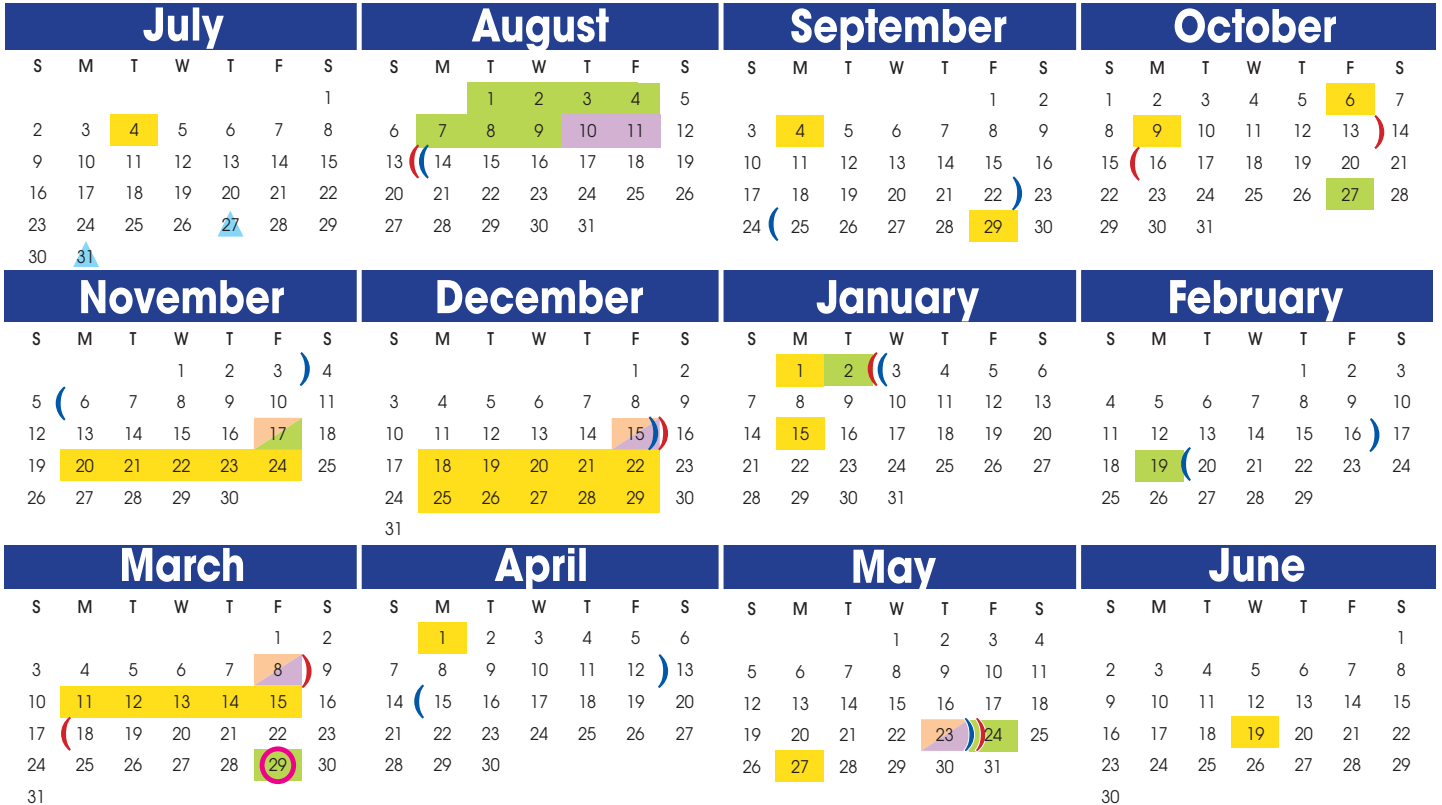 July
S M T W T F S
1
2 3 4 5 6 7 8
9 10 11 12 13 14 15
16 17 18 19 20 21 22
23 24 25 26 27 28 29
30 31
August
S M T W T F S
1 2 3 4 5
6 7 8 9 10 11 12
13 14 15 16 17 18 19
20 21 22 23 24 25 26
27 28 29 30 31
September
S M T W T F S
1 2
3 4 5 6 7 8 9
10 11 12 13 14 15 16
17 18 19 20 21 22 23
24 25 26 27 28 29 30
October
S M T W T F S
1 2 3 4 5 6 7
8 9 10 11 12 13 14
15 16 17 18 19 20 21
22 23 24 25 26 27 28
29 30 31
November
S M T W T F S
1 2 3 4
5 6 7 8 9 10 11
12 13 14 15 16 17 18
19 20 21 22 23 24 25
26 27 28 29 30
December
S M T W T F S
1 2
3 4 5 6 7 8 9
10 11 12 13 14 15 16
17 18 19 20 21 22 23
24 25 26 27 28 29 30
31
January
S M T W T F S
1 2 3 4 5 6
7 8 9 10 11 12 13
14 15 16 17 18 19 20
21 22 23 24 25 26 27
28 29 30 31
February
S M T W T F S
1 2 3
4 5 6 7 8 9 10
11 12 13 14 15 16 17
18 19 20 21 22 23 24
25 26 27 28 29
March
S M T W T F S
1 2
3 4 5 6 7 8 9
10 11 12 13 14 15 16
17 18 19 20 21 22 23
24 25 26 27 28 29 30
31
April
S M T W T F S
1 2 3 4 5 6
7 8 9 10 11 12 13
14 15 16 17 18 19 20
21 22 23 24 25 26 27
28 29 30
May
S M T W T F S
1 2 3 4
5 6 7 8 9 10 11
12 13 14 15 16 17 18
19 20 21 22 23 24 25
26 27 28 29 30 31
June
S M T W T F S
1
2 3 4 5 6 7 8
9 10 11 12 13 14 15
16 17 18 19 20 21 22
23 24 25 26 27 28 29
30